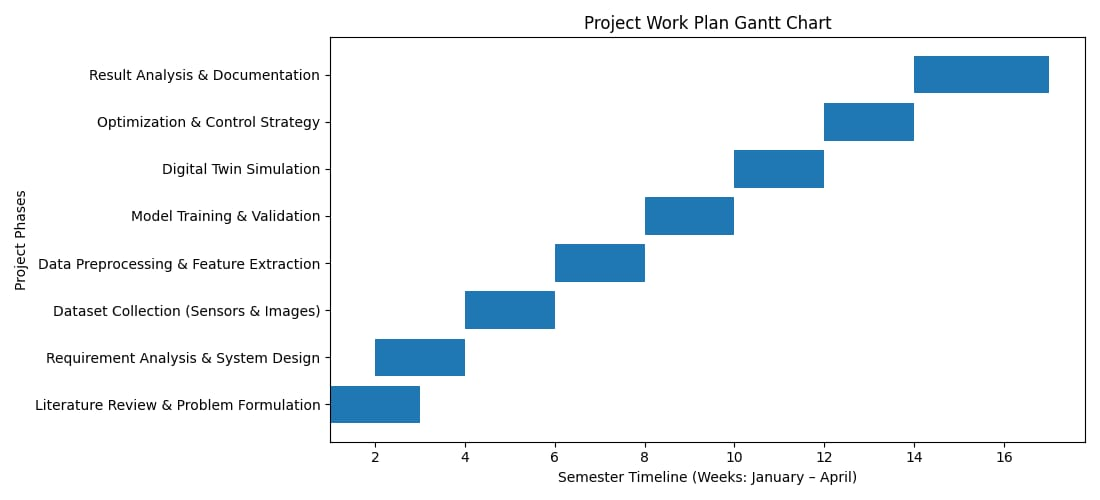 Project Work Plan Gantt Chart
Project Phases
Result Analysis & Documentation
Optimization & Control Strategy
Digital Twin Simulation
Model Training & Validation
Data Preprocessing & Feature Extraction
Dataset Collection (Sensors & Images)
Requirement Analysis & System Design
Literature Review & Problem Formulation
2 4 6 8 10 12 14 16
Semester Timeline (Weeks: January – April)